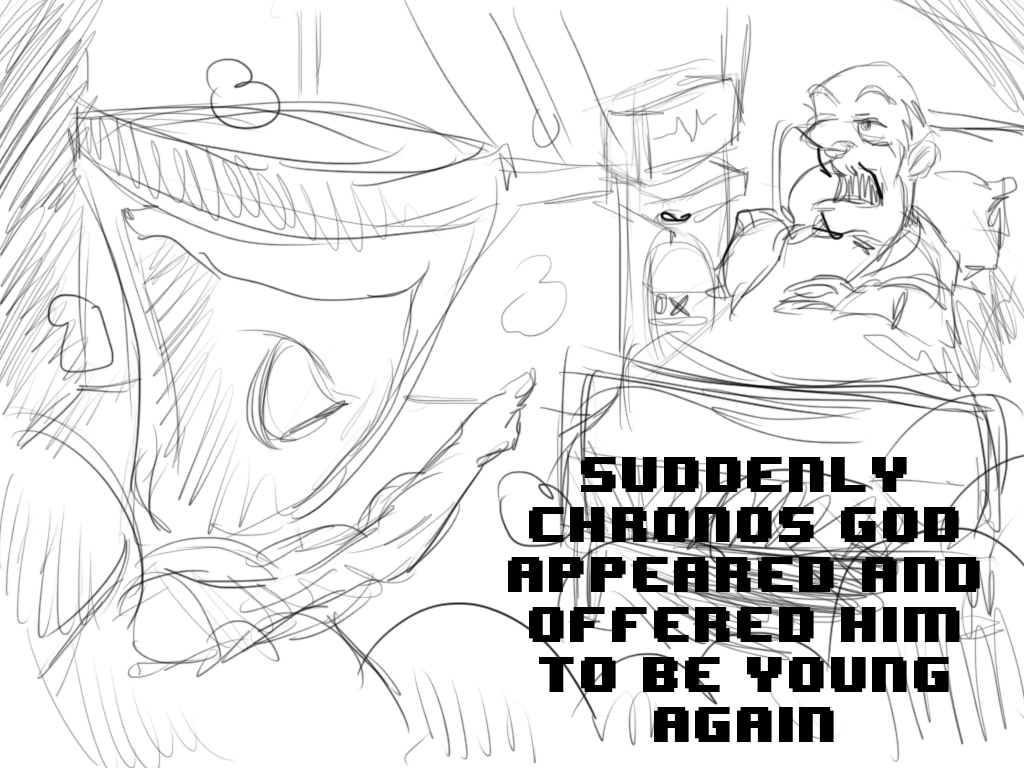 SUDDENLY
CHRONOS GOD
APPEARED AND
OFFERED HIM
TO BE YOUNG
AGAIN